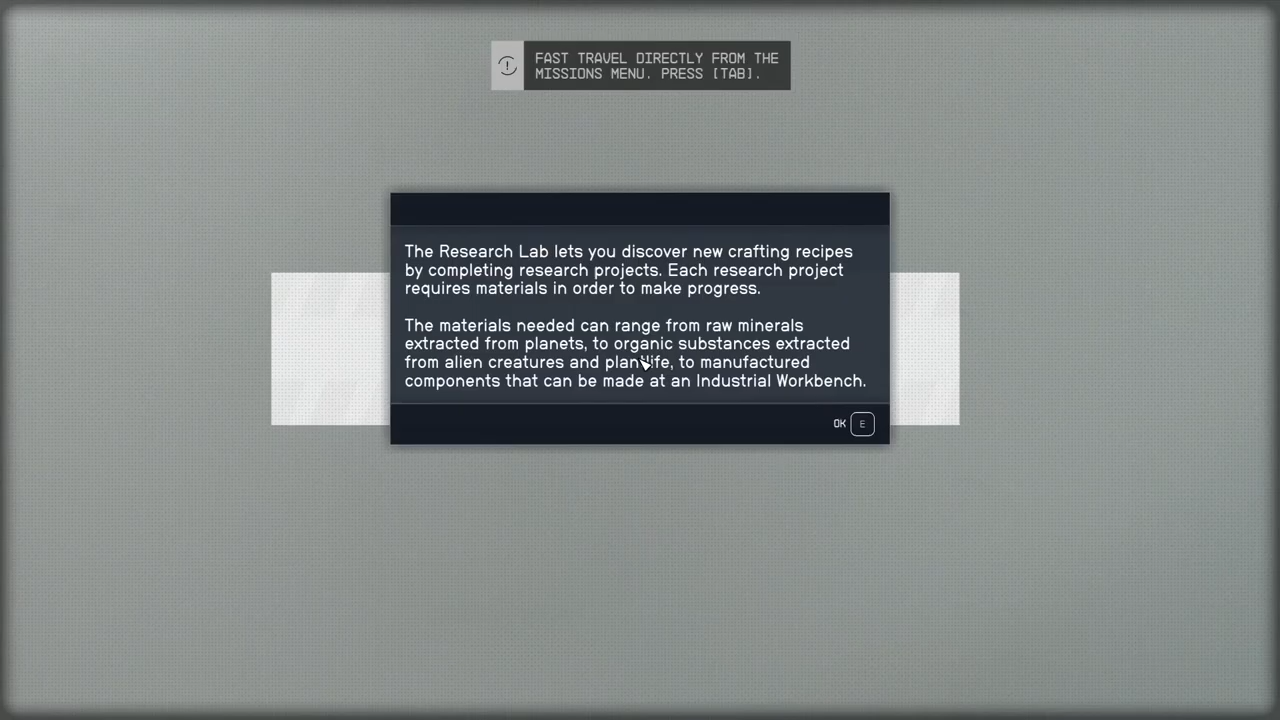 FAST TRAVEL DIRECTLY FROM THE
MISSIONS MENU. PRESS [TAB].
The Research Lab lets you discover new crafting recipes
by completing research projects. Each research project
requires materials in order to make progress.
The materials needed can range from raw minerals
extracted from planets, to organic substances extracted
from alien creatures and plant life, to manufactured
components that can be made at an Industrial Workbench.
OK E